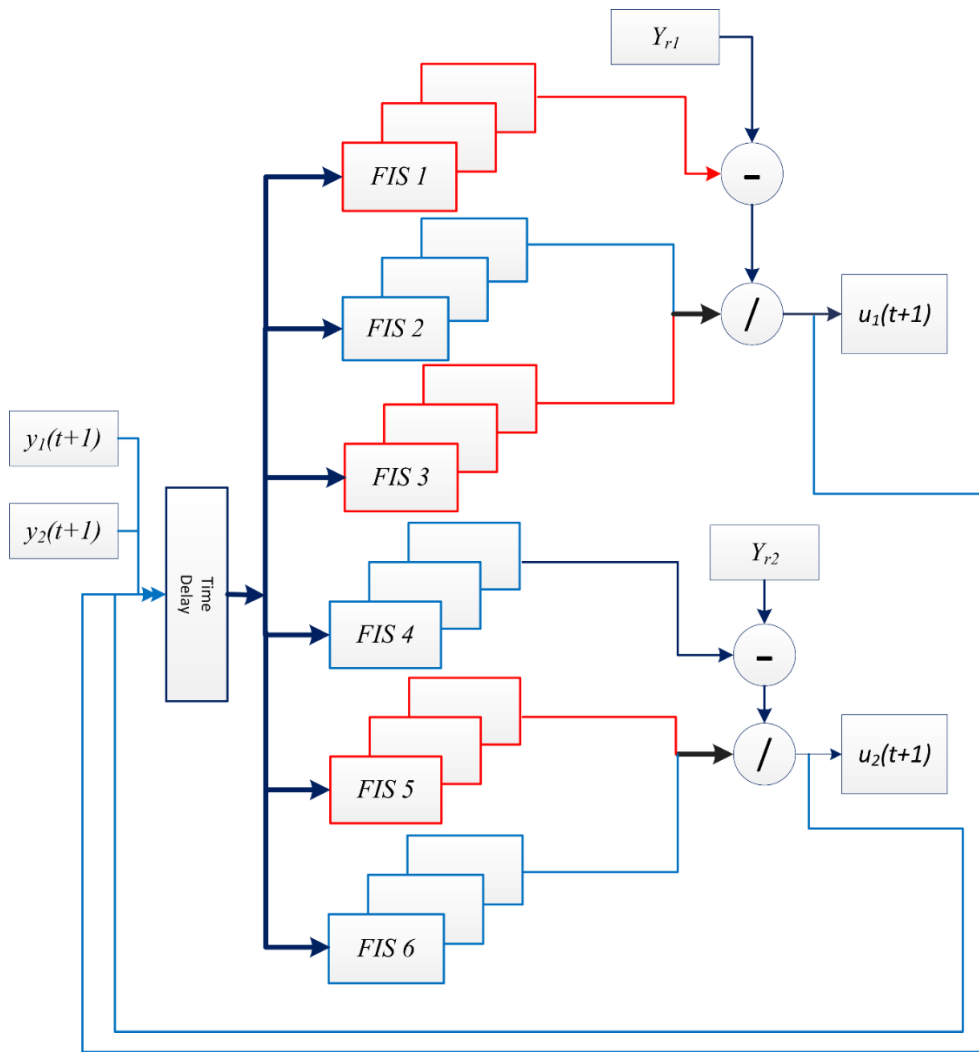 Yr1
-
FIS 1
/
u1(t+1)
FIS 2
FIS 3
y1(t+1)
y2(t+1)
Time
Delay
Yr2
-
FIS 4
/
u2(t+1)
FIS 5
FIS 6